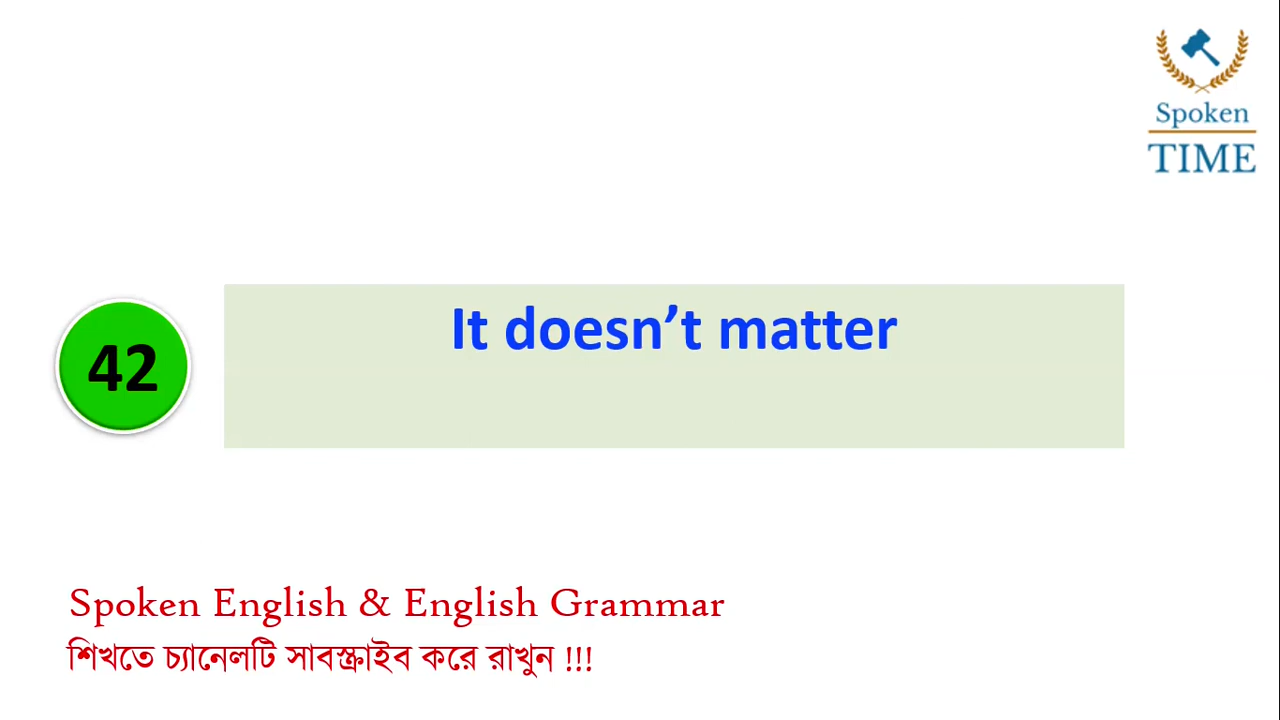 Spoken
TIME
It doesn’t matter
42
Spoken English & English Grammar
শিখতে চ্যানেলটি সাবস্ক্রাইব করে রাখুন !!!